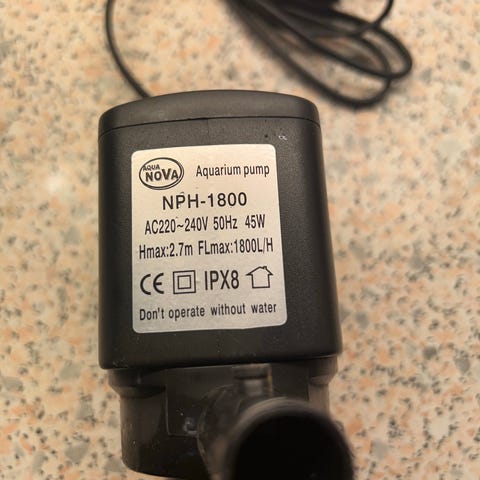 AQUA
NOVA
Aquarium pump
NPH-1800
AC220~240V 50Hz 45W
Hmax:2.7m FLmax:1800L/H
CE IPX8
Don't operate without water